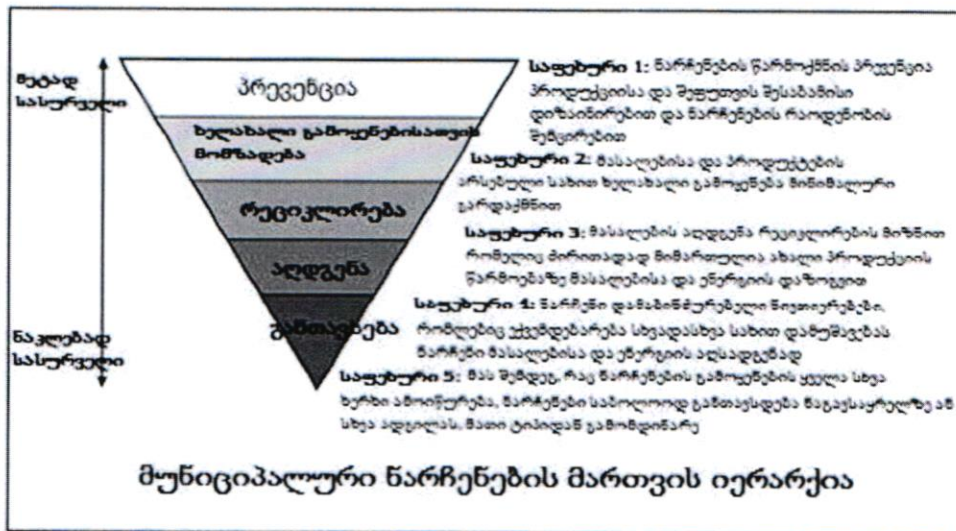 მეტად
სასურველი
პრევენცია
ხელახალი გამოყენებისათვის
მომზადება
რეციკლირება
აღდგენა
განთავსება
ნაკლებად
სასურველი
საფეხური 1: ნარჩენების წარმოქმნის პრევენცია
პროდუქციისა და შეფუთვის შესაბამისი
დიზაინირებით და ნარჩენების რაოდენობის
შემცირებით
საფეხური 2: მასალებისა და პროდუქტების
არსებული სახით ხელახალი გამოყენება მინიმალური
გარდაქმნით
საფეხური 3: მასალების აღდგენა რეციკლირების მიზნით
რომელიც ძირითადად მიმართულია ახალი პროდუქციის
წარმოებაზე მასალებისა და ენერგიის დაზოგვით
საფეხური 4: ნარჩენი დამაბინძურებელი ნივთიერებები,
რომლებიც ექვემდებარება სხვადასხვა სახით დამუშავებას
ნარჩენი მასალებისა და ენერგიის აღსადგენად
საფეხური 5: მას შემდეგ, რაც ნარჩენების გამოყენების ყველა სხვა
ხერხი ამოიწურება, ნარჩენები საბოლოოდ განთავსდება ნაგავსაყრელზე ან
სხვა ადგილას, მათი ტიპიდან გამომდინარე
მუნიციპალური ნარჩენების მართვის იერარქია